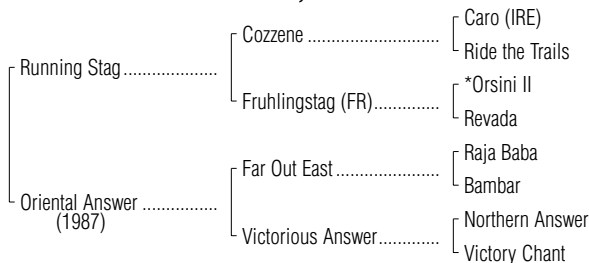 Caro (IRE)
Cozzene
Ride the Trails
Running Stag
*Orsini II
Fruhlingstag (FR)
Revada
Raja Baba
Far Out East
Bambar
Oriental Answer
(1987)
Northern Answer
Victorious Answer
Victory Chant